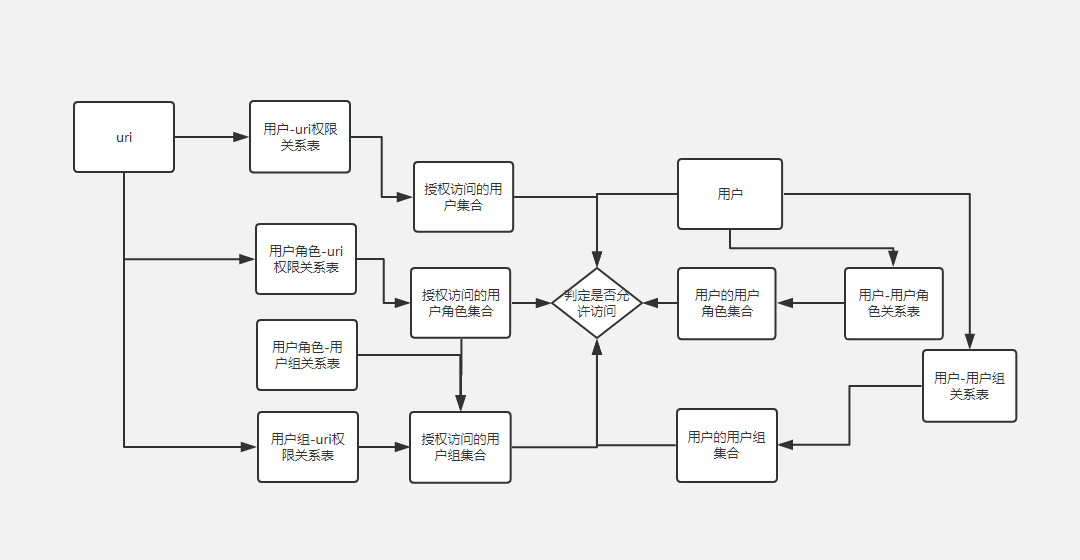 uri
用户-uri权限
关系表
授权访问的用
户集合
用户
用户角色-uri
权限关系表
授权访问的用
户角色集合
判定是否允
许访问
用户的用户
角色集合
用户-用户角
色关系表
用户角色-用
户组关系表
用户-用户组
关系表
用户组-uri权
限关系表
授权访问的用
户组集合
用户的用户组
集合